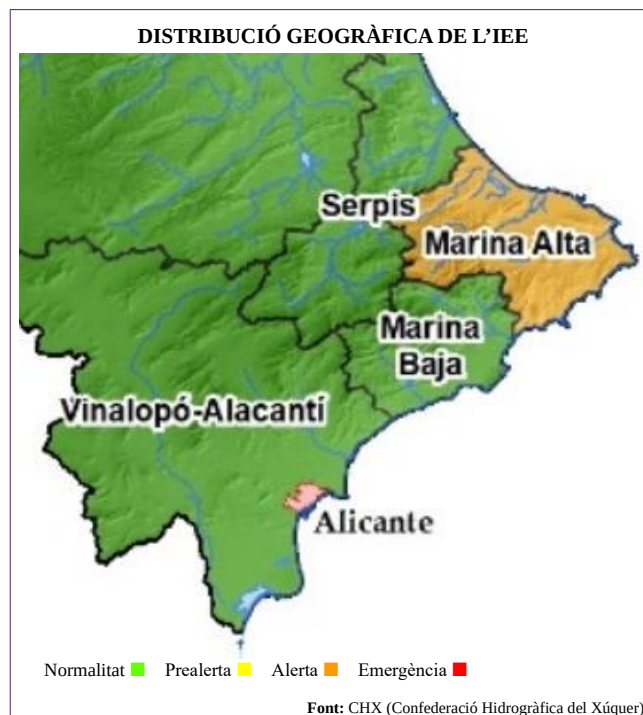 DISTRIBUCIÓ GEOGRÀFICA DE L’IEE
Serpis
Marina Alta
Marina
Baja
Vinalopó-Alacantí
Alicante
Normalitat Prealerta Alerta Emergència
Font: CHX (Confederació Hidrogràfica del Xúquer)